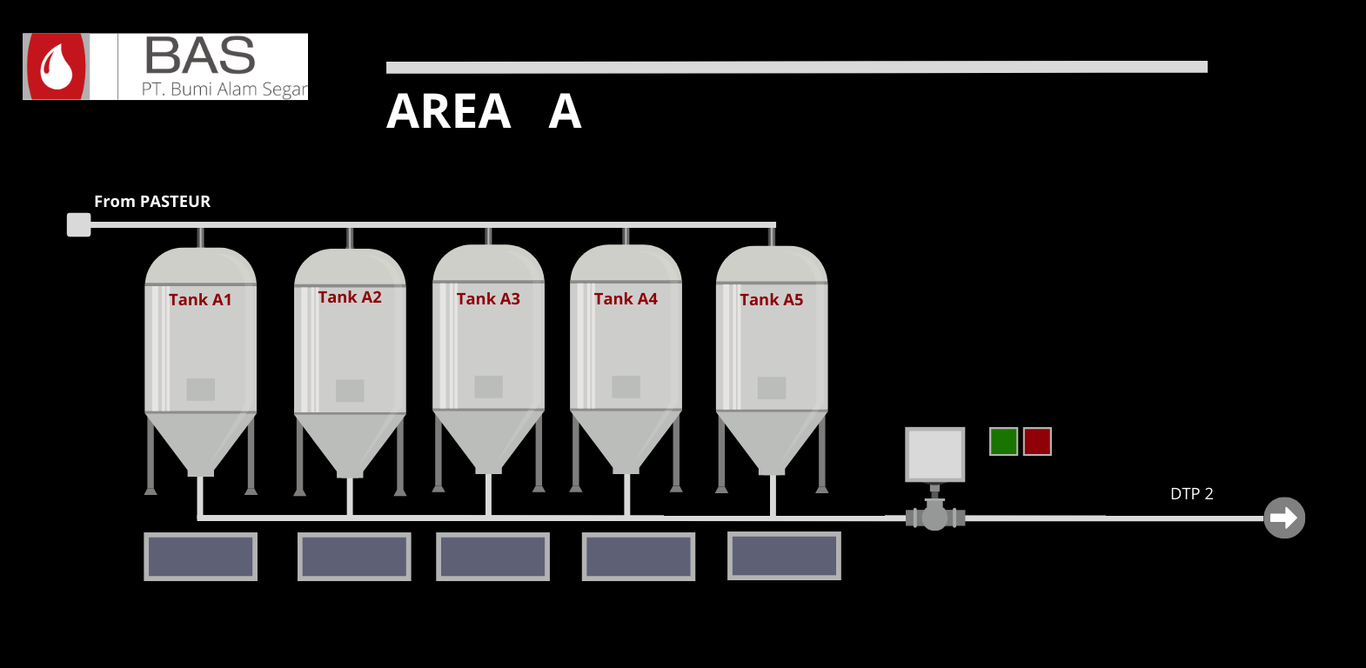 BAS
PT. Bumi Alam Segar
AREA A
From PASTEUR
Tank A1
Tank A2
Tank A3
Tank A4
Tank A5
DTP 2